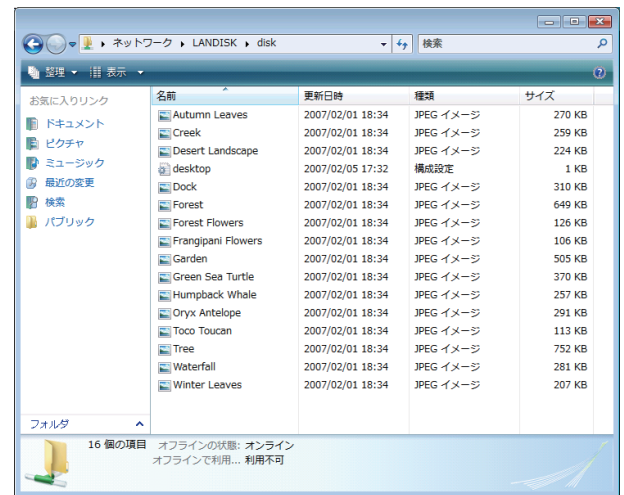 ネットワーク ▸ LANDISK ▸ disk 検索
整理 表示
お気に入りリンク
ドキュメント
ピクチャ
ミュージック
最近の変更
検索
パブリック
フォルダ
名前 更新日時 種類 サイズ
Autumn Leaves 2007/02/01 18:34 JPEG イメージ 270 KB
Creek 2007/02/01 18:34 JPEG イメージ 259 KB
Desert Landscape 2007/02/01 18:34 JPEG イメージ 224 KB
desktop 2007/02/05 17:32 構成設定 1 KB
Dock 2007/02/01 18:34 JPEG イメージ 310 KB
Forest 2007/02/01 18:34 JPEG イメージ 649 KB
Forest Flowers 2007/02/01 18:34 JPEG イメージ 126 KB
Frangipani Flowers 2007/02/01 18:34 JPEG イメージ 106 KB
Garden 2007/02/01 18:34 JPEG イメージ 505 KB
Green Sea Turtle 2007/02/01 18:34 JPEG イメージ 370 KB
Humpback Whale 2007/02/01 18:34 JPEG イメージ 257 KB
Oryx Antelope 2007/02/01 18:34 JPEG イメージ 291 KB
Toco Toucan 2007/02/01 18:34 JPEG イメージ 113 KB
Tree 2007/02/01 18:34 JPEG イメージ 752 KB
Waterfall 2007/02/01 18:34 JPEG イメージ 281 KB
Winter Leaves 2007/02/01 18:34 JPEG イメージ 207 KB
16 個の項目 オフラインの状態: オンライン
オフラインで利用... 利用不可